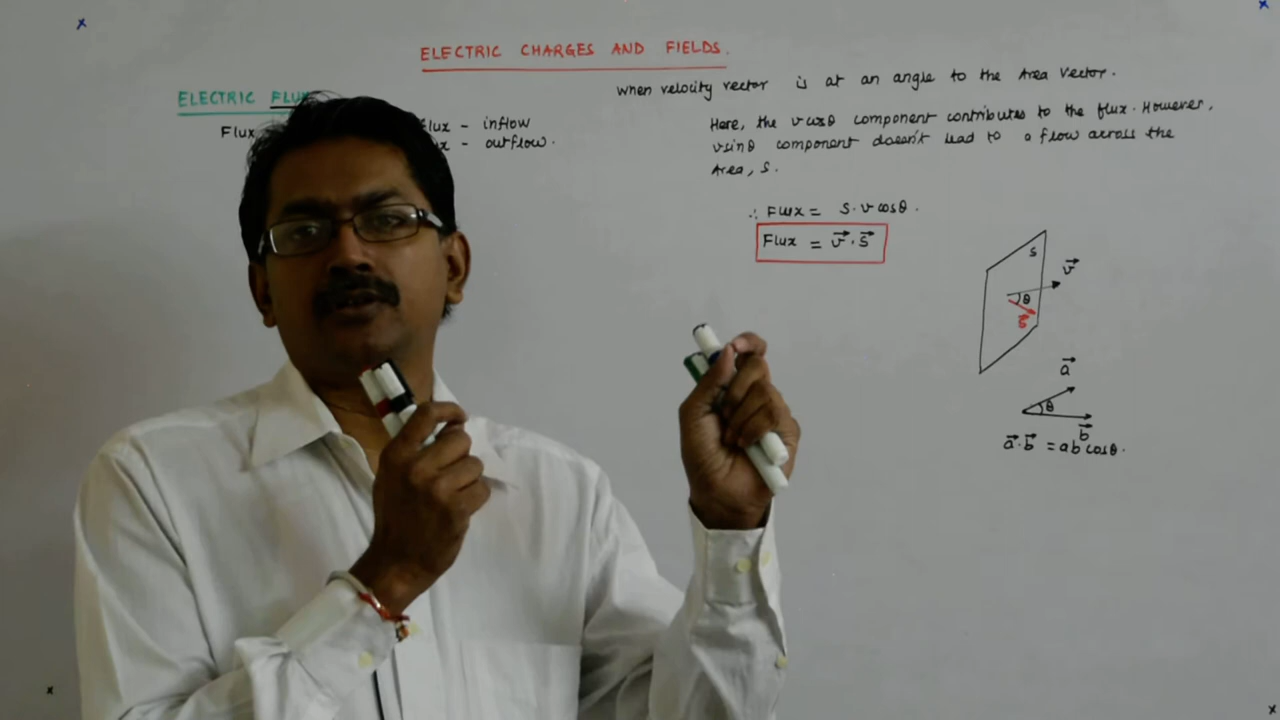 ELECTRIC CHARGES AND FIELDS.
ELECTRIC
Flux
flux - inflow
- outflow.
When velocity vector is at an angle to the Area Vector.
Here, the v cosθ component contributes to the flux. However,
vsinθ component doesn't lead to a flow across the
Area, S.
∴ Flux = S. v cosθ.
Flux = v⃗ . S⃗
S
v⃗
θ
a⃗
θ
b⃗
a⃗.b⃗ = ab cosθ.